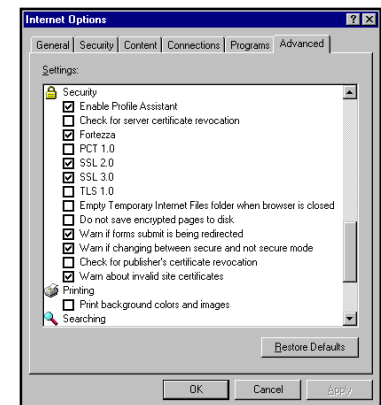 Internet Options
General Security Content Connections Programs Advanced
Settings:
Security
Enable Profile Assistant
Check for server certificate revocation
Fortezza
PCT 1.0
SSL 2.0
SSL 3.0
TLS 1.0
Empty Temporary Internet Files folder when browser is closed
Do not save encrypted pages to disk
Warn if forms submit is being redirected
Warn if changing between secure and not secure mode
Check for publisher's certificate revocation
Warn about invalid site certificates
Printing
Print background colors and images
Searching
Restore Defaults
OK Cancel Apply